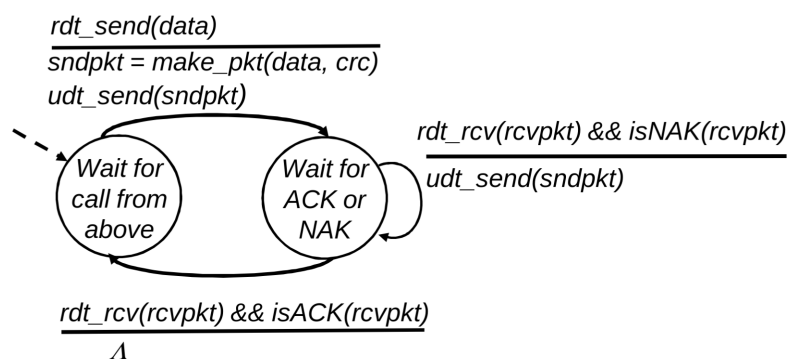 rdt_send(data)
sndpkt = make_pkt(data, crc)
udt_send(sndpkt)
rdt_rcv(rcvpkt) && isNAK(rcvpkt)
udt_send(sndpkt)
Wait for
call from
above
Wait for
ACK or
NAK
rdt_rcv(rcvpkt) && isACK(rcvpkt)
Λ